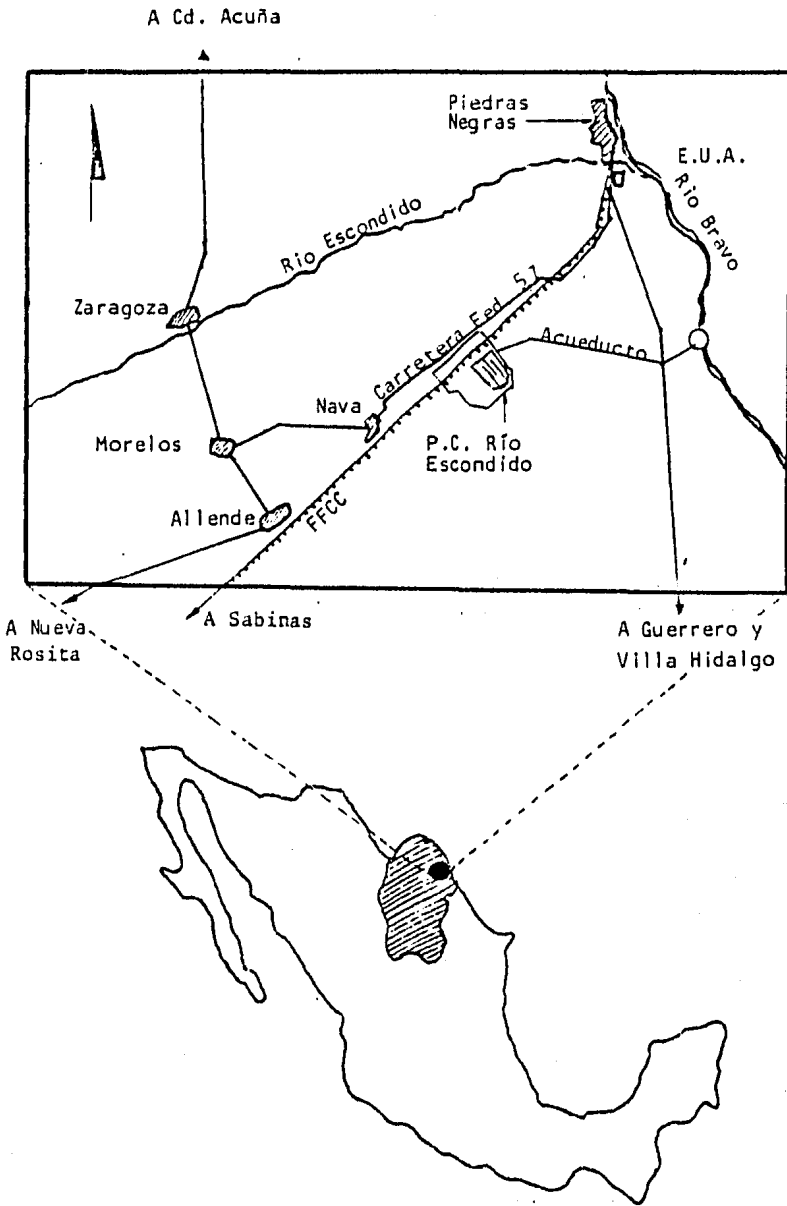 A Cd. Acuña
Piedras
Negras
E.U.A.
Río Bravo
Río Escondido
Zaragoza
Carretera Fed. 57
Acueducto
Nava
Morelos
P.C. Río
Escondido
Allende
FFCC
A Nueva
Rosita
A Sabinas
A Guerrero y
Villa Hidalgo